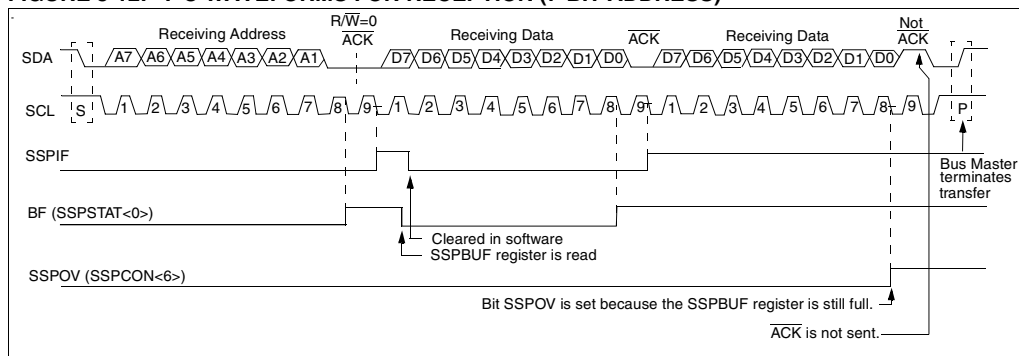 R/W=0
Not
Receiving Address
ACK
Receiving Data
ACK
Receiving Data
ACK
SDA
A7 A6 A5 A4 A3 A2 A1
D7 D6 D5 D4 D3 D2 D1 D0
D7 D6 D5 D4 D3 D2 D1 D0
SCL
S
1 2 3 4 5 6 7 8 9
1 2 3 4 5 6 7 8 9
1 2 3 4 5 6 7 8 9
P
SSPIF
Bus Master
terminates
transfer
BF (SSPSTAT<0>)
Cleared in software
SSPBUF register is read
SSPOV (SSPCON<6>)
Bit SSPOV is set because the SSPBUF register is still full.
ACK is not sent.